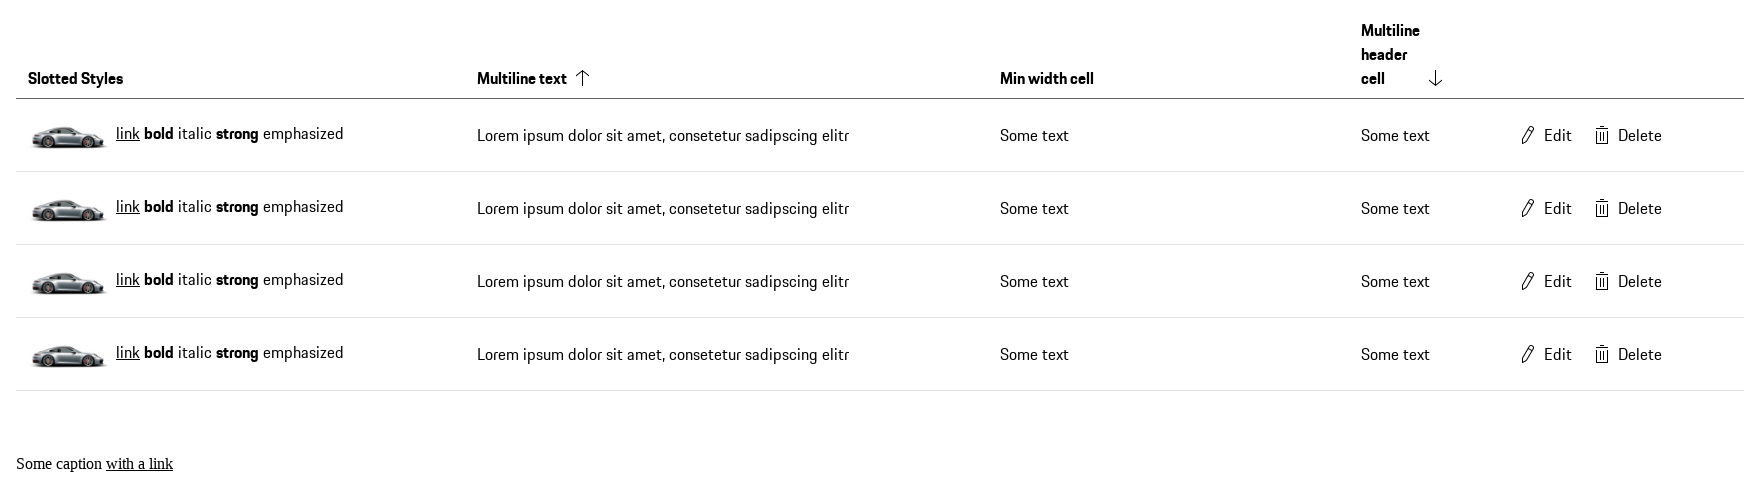 Slotted Styles Multiline text Min width cell Multiline
header
cell
link bold italic strong emphasized Lorem ipsum dolor sit amet, consetetur sadipscing elitr Some text Some text Edit Delete
link bold italic strong emphasized Lorem ipsum dolor sit amet, consetetur sadipscing elitr Some text Some text Edit Delete
link bold italic strong emphasized Lorem ipsum dolor sit amet, consetetur sadipscing elitr Some text Some text Edit Delete
link bold italic strong emphasized Lorem ipsum dolor sit amet, consetetur sadipscing elitr Some text Some text Edit Delete
Some caption with a link